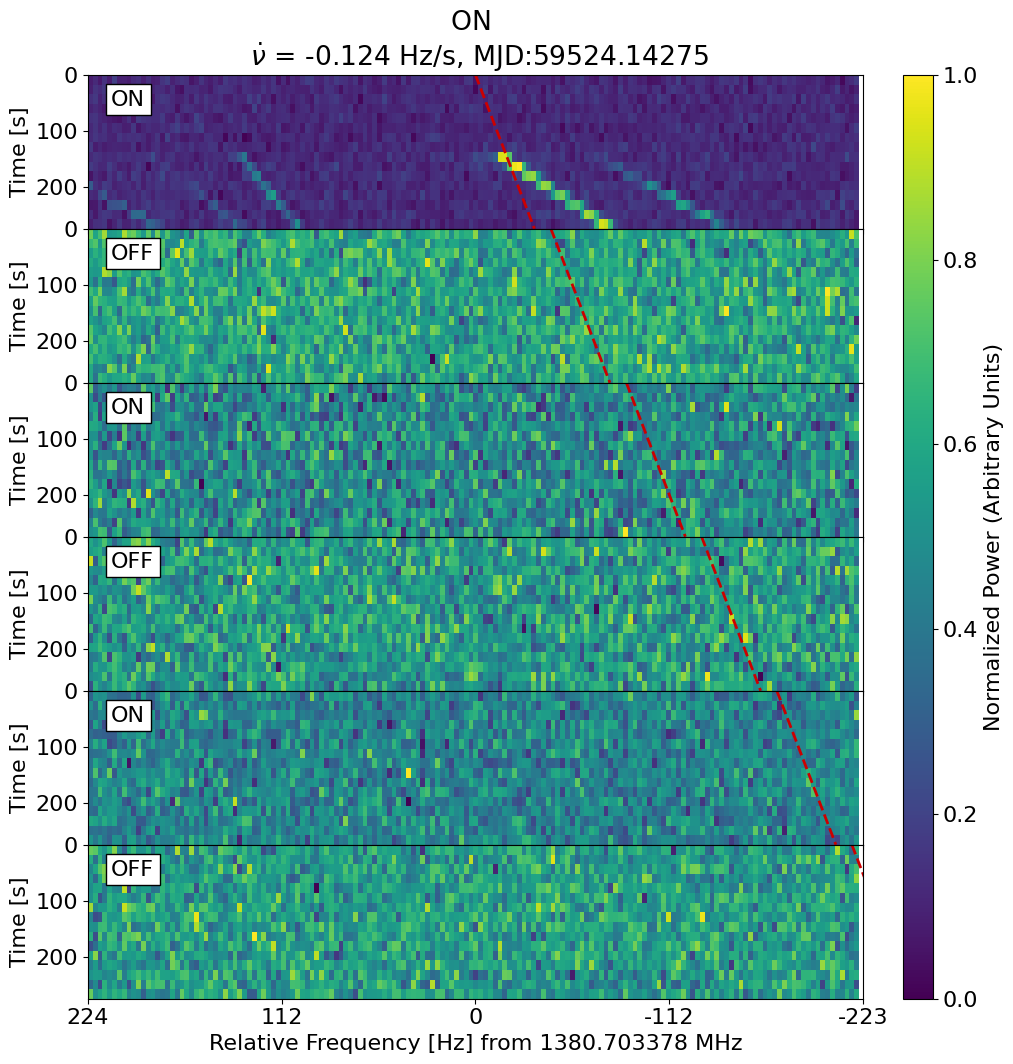 ON
ν̇ = -0.124 Hz/s, MJD:59524.14275
0
ON
100
Time [s]
200
0
OFF
100
Time [s]
200
0
ON
100
Time [s]
200
0
OFF
100
Time [s]
200
0
ON
100
Time [s]
200
0
OFF
100
Time [s]
200
224 112 0 -112 -223
Relative Frequency [Hz] from 1380.703378 MHz
1.0
0.8
0.6
0.4
0.2
0.0
Normalized Power (Arbitrary Units)